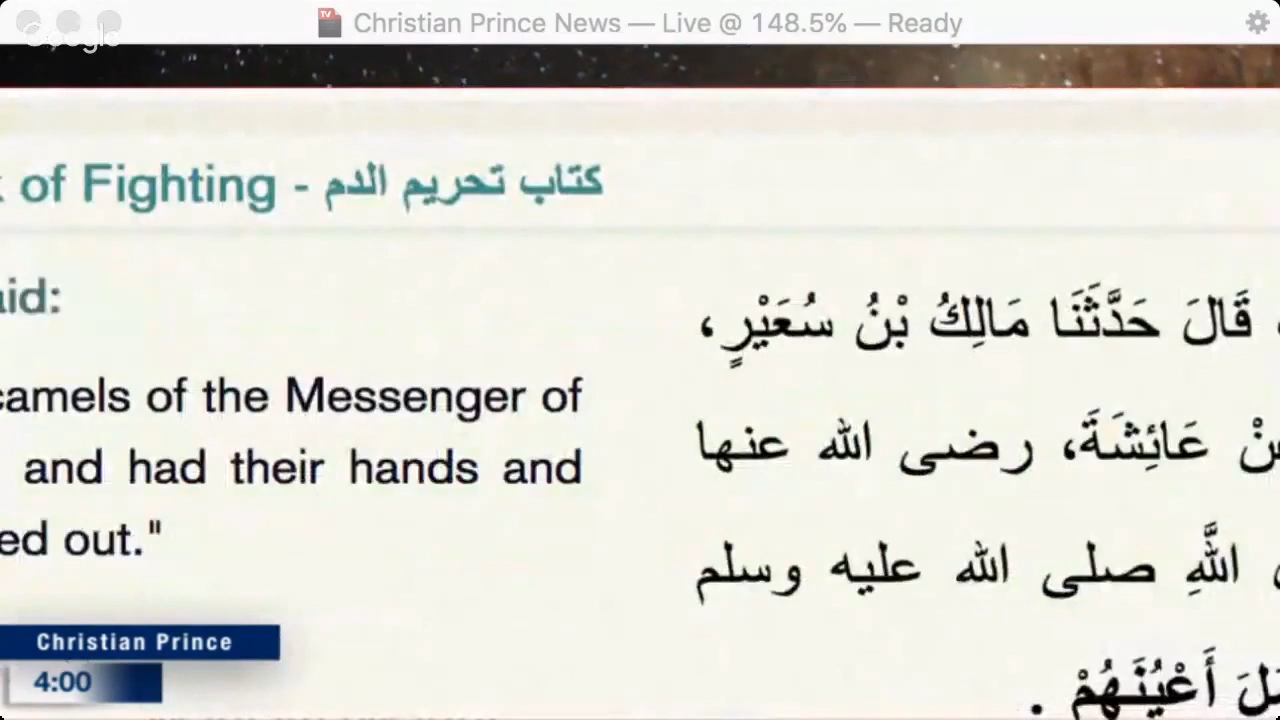 Christian Prince News — Live @ 148.5% — Ready
Google
of Fighting - كتاب تحريم الدم
aid:
camels of the Messenger of
and had their hands and
ed out."
قَالَ حَدَّثَنَا مَالِكُ بْنُ سُعَيْرٍ،
عَائِشَةَ، رضى الله عنها
اللَّهِ صلى الله عليه وسلم
أَعْيُنَهُمْ .
Christian Prince
4:00